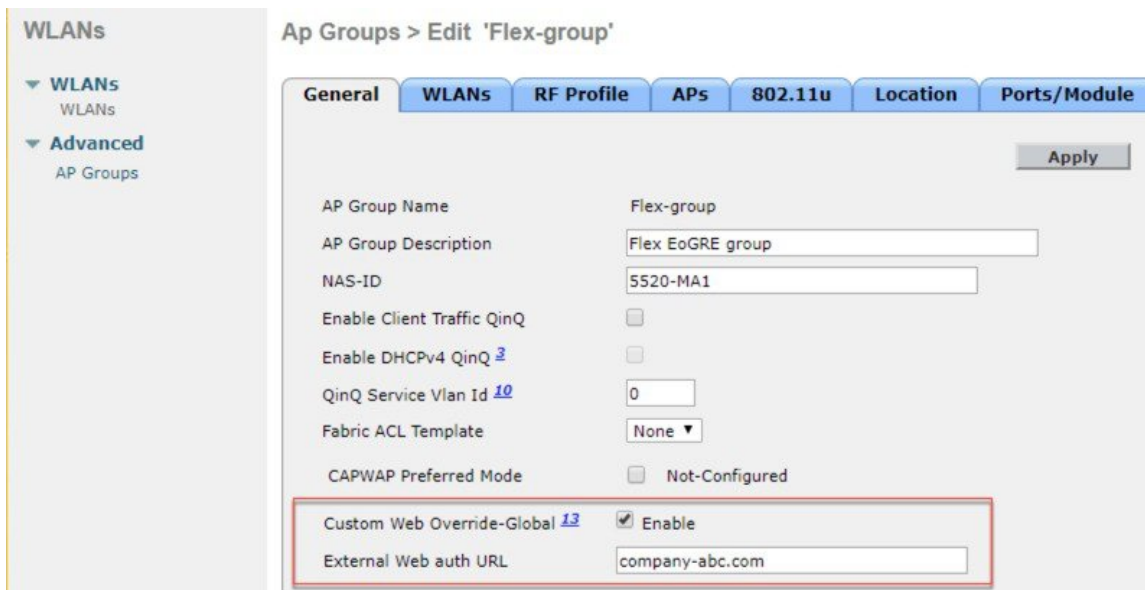 WLANs
WLANs
WLANs
Advanced
AP Groups
Ap Groups > Edit 'Flex-group'
General WLANs RF Profile APs 802.11u Location Ports/Module
Apply
AP Group Name Flex-group
AP Group Description Flex EoGRE group
NAS-ID 5520-MA1
Enable Client Traffic QinQ
Enable DHCPv4 QinQ 3
QinQ Service Vlan Id 10 0
Fabric ACL Template None
CAPWAP Preferred Mode Not-Configured
Custom Web Override-Global 13 Enable
External Web auth URL company-abc.com